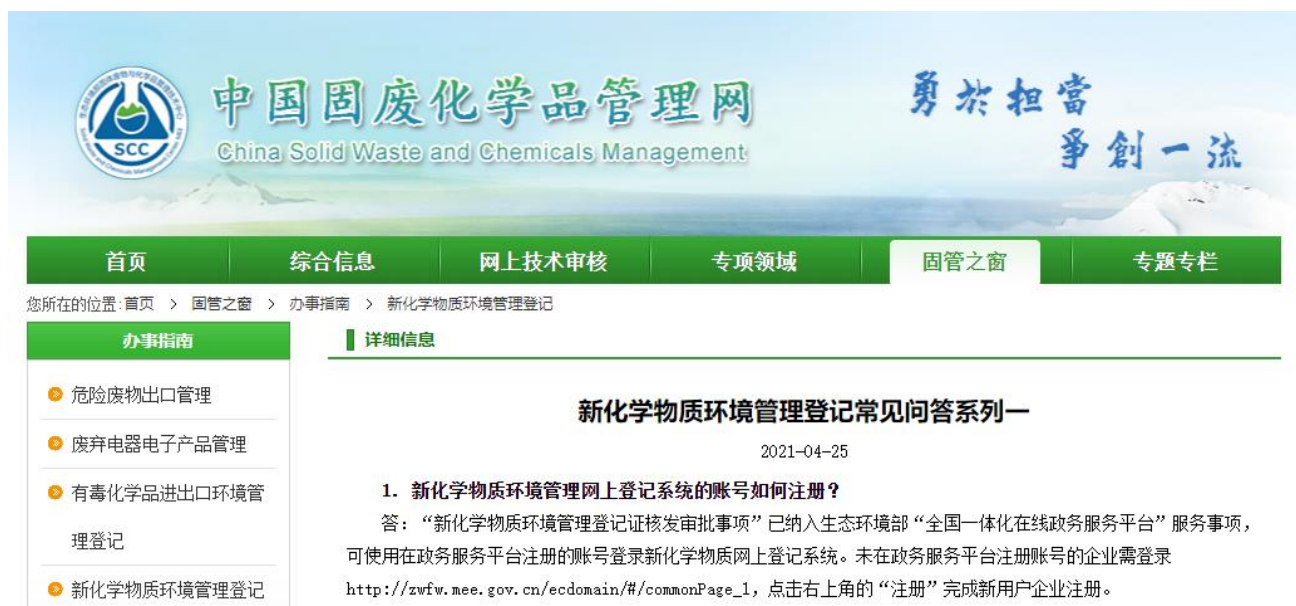 中国固废化学品管理网
China Solid Waste and Chemicals Management
勇於担當
爭創一流
SCC
首页 综合信息 网上技术审核 专项领域 固管之窗 专题专栏
您所在的位置:首页 > 固管之窗 > 办事指南 > 新化学物质环境管理登记
办事指南
危险废物出口管理
废弃电器电子产品管理
有毒化学品进出口环境管
理登记
新化学物质环境管理登记
详细信息
新化学物质环境管理登记常见问答系列一
2021-04-25
1. 新化学物质环境管理网上登记系统的账号如何注册？
答：“新化学物质环境管理登记证核发审批事项”已纳入生态环境部“全国一体化在线政务服务平台”服务事项，
可使用在政务服务平台注册的账号登录新化学物质网上登记系统。未在政务服务平台注册账号的企业需登录
http://zwfw.mee.gov.cn/ecdomain/#/commonPage_1，点击右上角的“注册”完成新用户企业注册。